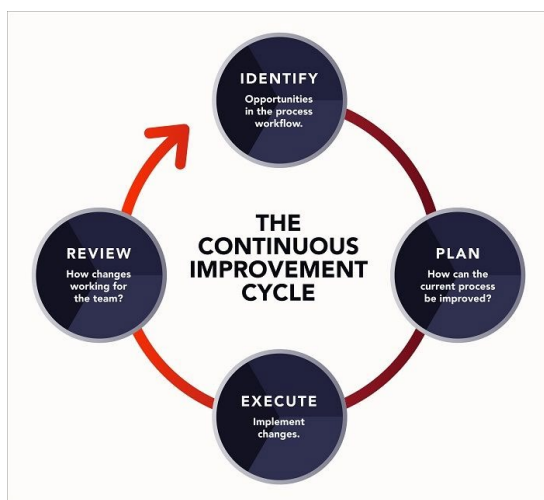 IDENTIFY
Opportunities
in the process
workflow.
THE
CONTINUOUS
IMPROVEMENT
CYCLE
REVIEW
How changes
working for
the team?
PLAN
How can the
current process
be improved?
EXECUTE
Implement
changes.